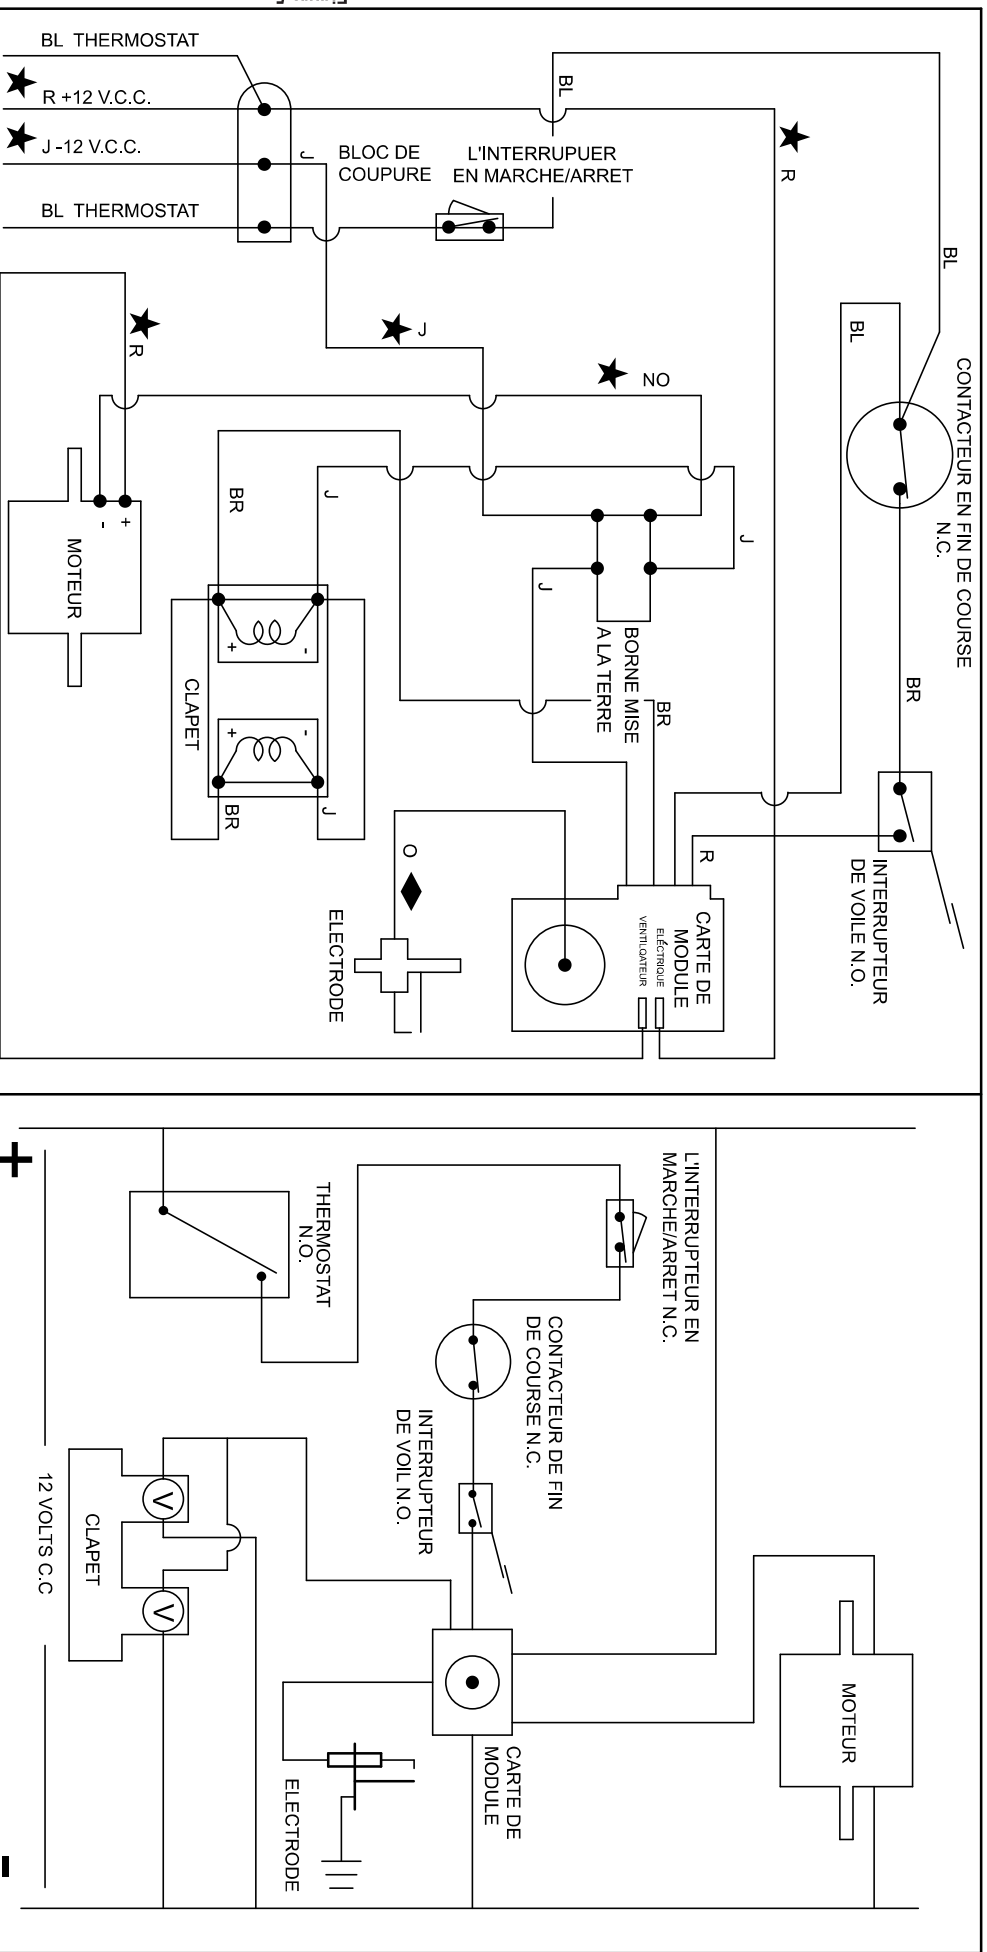 BL THERMOSTAT
R +12 V.C.C.
J -12 V.C.C.
BL THERMOSTAT
J
BLOC DE
COUPURE
L'INTERRUPUER
EN MARCHE/ARRET
BL
R
BL
BL
CONTACTEUR EN FIN DE COURSE
N.C.
BR
INTERRUPTEUR
DE VOILE N.O.
R
J
NO
BR
J
J
J
BORNE MISE
A LA TERRE
BR
R
+
-
MOTEUR
+
-
CLAPET
+
-
BR
J
O
ELECTRODE
CARTE DE
MODULE
ELÉCTRIQUE
VENTILQATEUR
L'INTERRUPTEUR EN
MARCHE/ARRET N.C.
THERMOSTAT
N.O.
CONTACTEUR DE FIN
DE COURSE N.C.
INTERRUPTEUR
DE VOIL N.O.
+
12 VOLTS C.C
-
CLAPET
V
V
MOTEUR
CARTE DE
MODULE
ELECTRODE